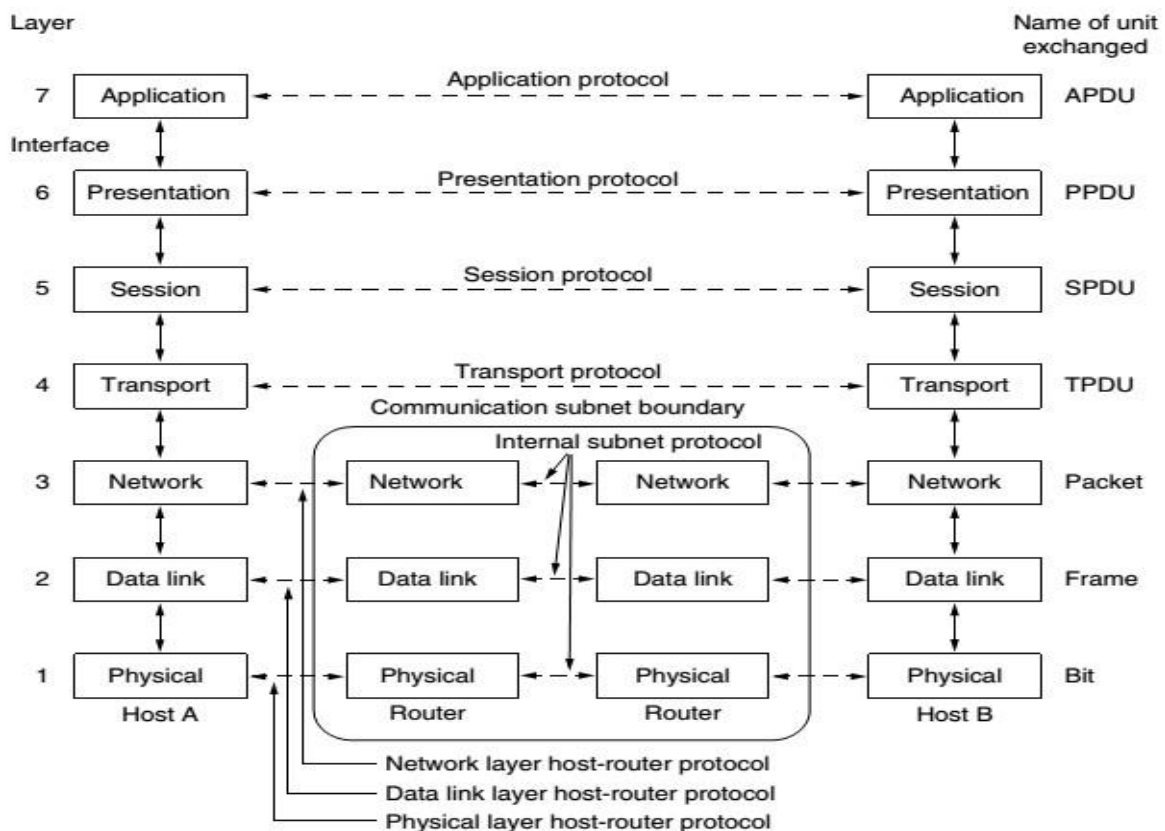 Layer
Name of unit
exchanged
Application protocol
7 Application Application APDU
Interface
Presentation protocol
6 Presentation Presentation PPDU
Session protocol
5 Session Session SPDU
Transport protocol
4 Transport Transport TPDU
Communication subnet boundary
Internal subnet protocol
3 Network Network Network Network Packet
2 Data link Data link Data link Data link Frame
1 Physical Physical Physical Physical Bit
Host A Router Router Host B
Network layer host-router protocol
Data link layer host-router protocol
Physical layer host-router protocol